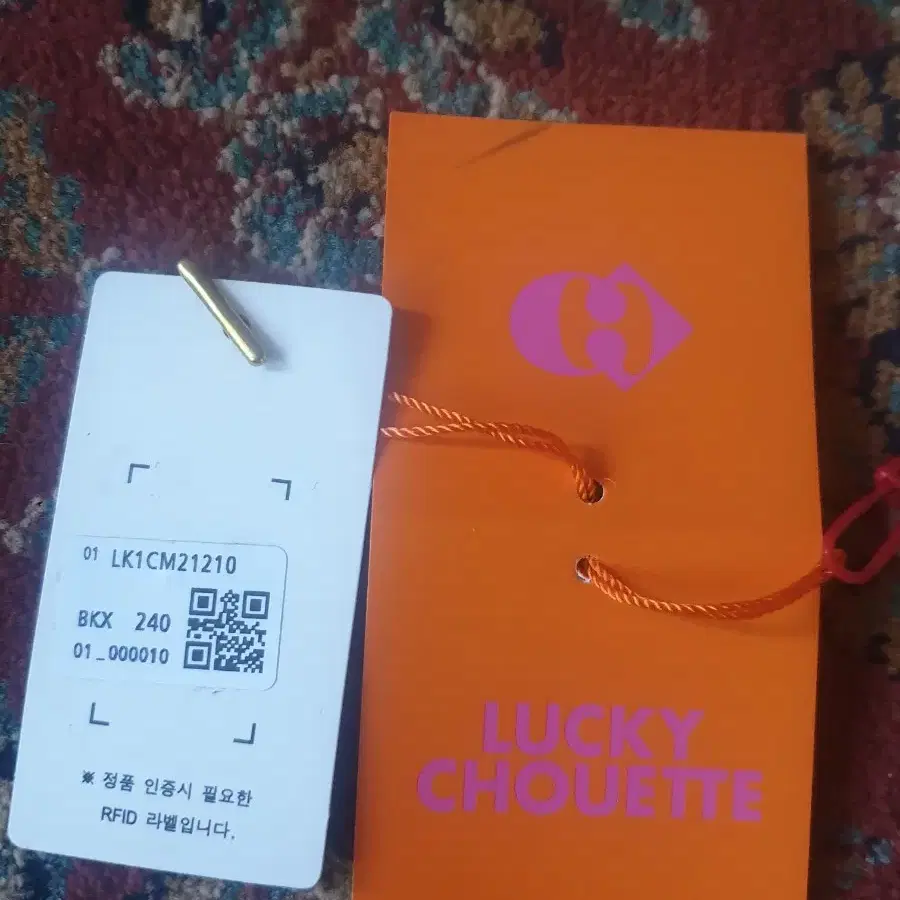 01 LK1CM21210
BKX 240
01_000010
※ 정품 인증시 필요한
RFID 라벨입니다.
LUCKY
CHOUETTE